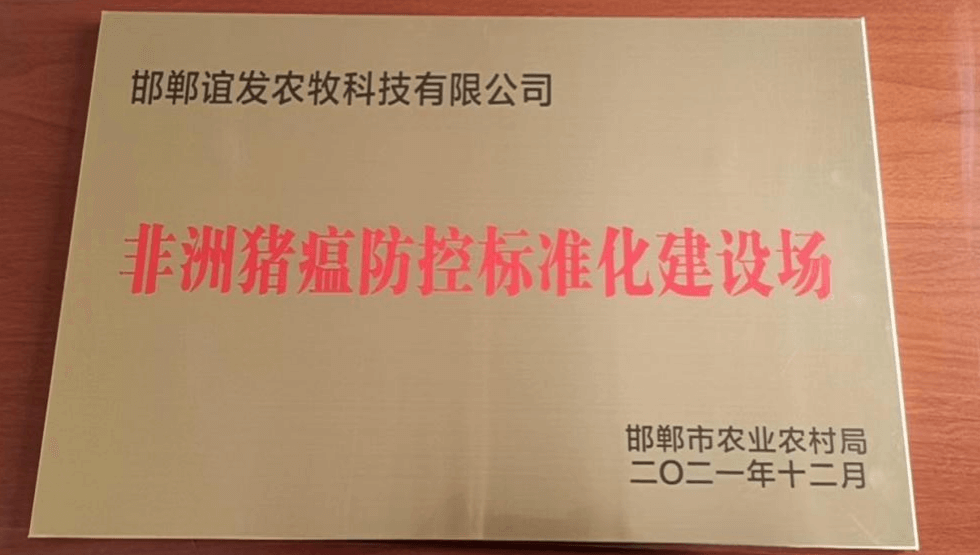 邯郸谊发农牧科技有限公司
非洲猪瘟防控标准化建设场
邯郸市农业农村局
二〇二一年十二月